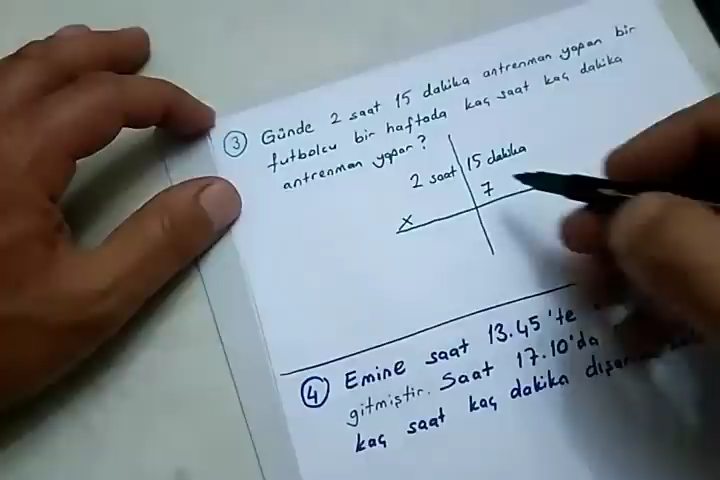 3 Günde 2 saat 15 dakika antrenman yapan bir
futbolcu bir haftada kaç saat kaç dakika
antrenman yapar?
2 saat 15 dakika
7
x
4 Emine saat 13.45'te
gitmiştir. Saat 17.10'da
kaç saat kaç dakika